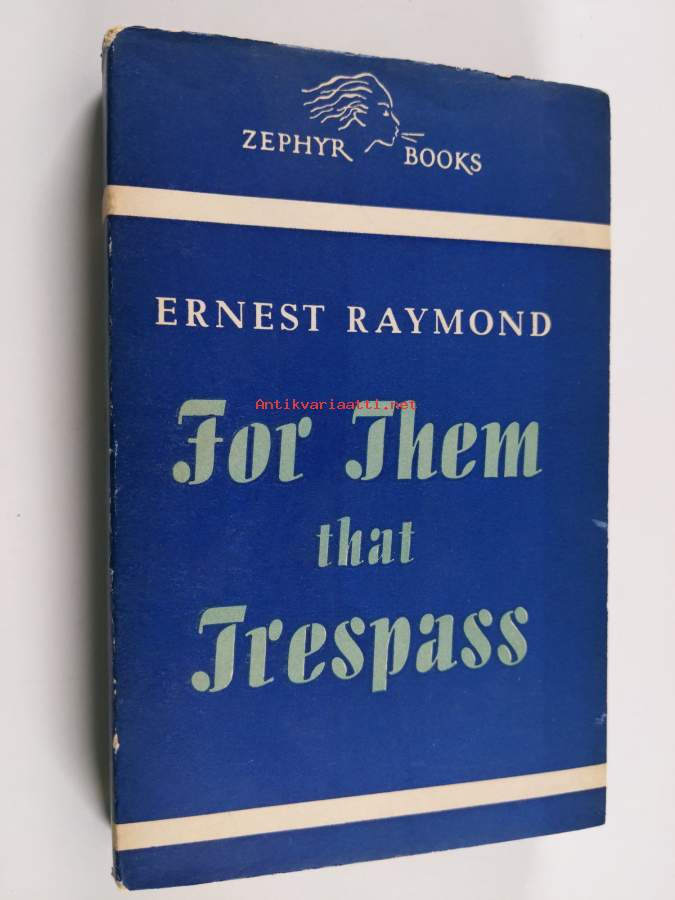 ZEPHYR BOOKS
ERNEST RAYMOND
Antikvariaatti.net
For Them
that
Trespass